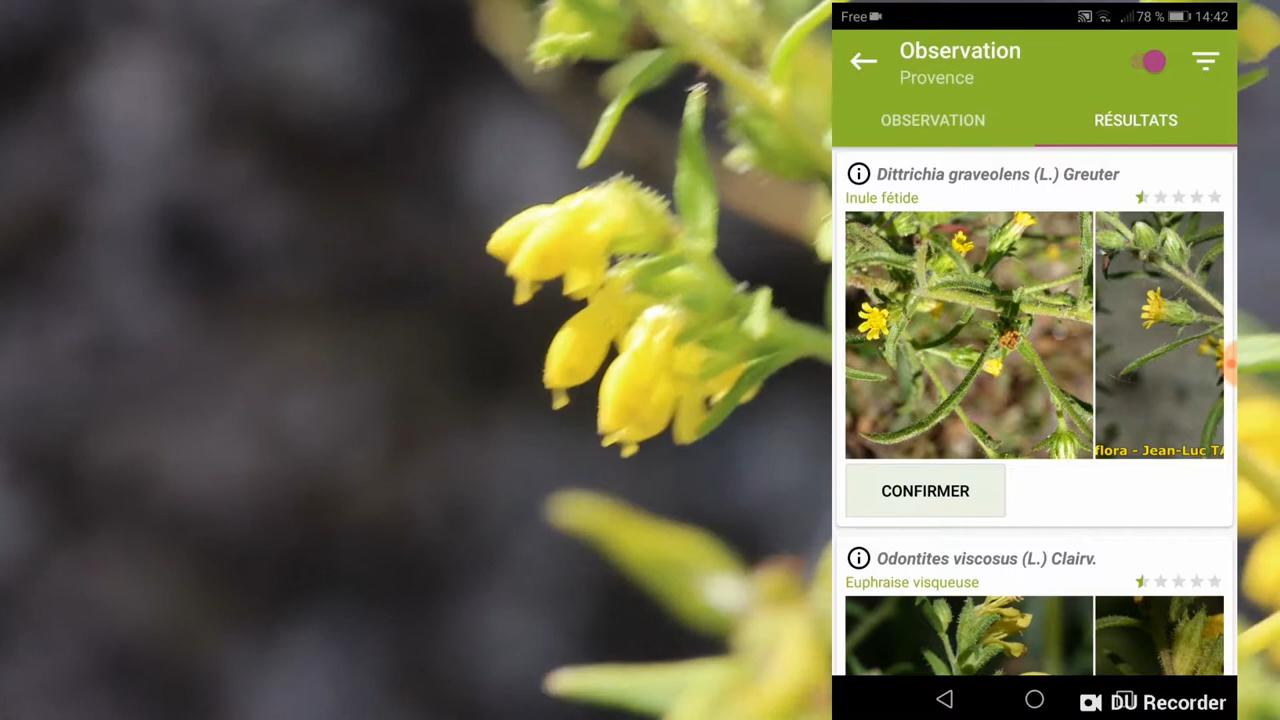 Free 78 % 14:42
Observation
Provence
OBSERVATION RÉSULTATS
Dittrichia graveolens (L.) Greuter
Inule fétide
flora - Jean-Luc TA
CONFIRMER
Odontites viscosus (L.) Clairv.
Euphraise visqueuse
DU Recorder